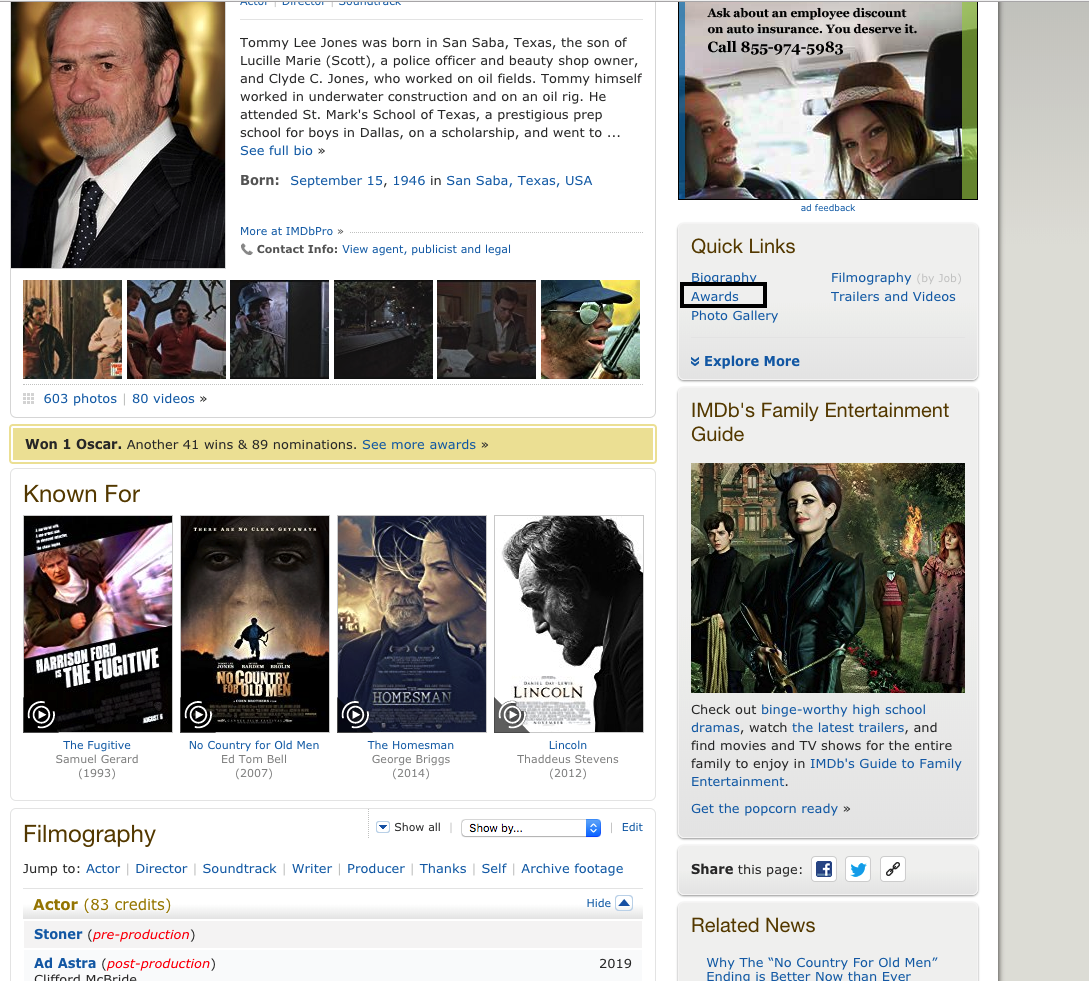 Actor | Director | Soundtrack
Tommy Lee Jones was born in San Saba, Texas, the son of
Lucille Marie (Scott), a police officer and beauty shop owner,
and Clyde C. Jones, who worked on oil fields. Tommy himself
worked in underwater construction and on an oil rig. He
attended St. Mark's School of Texas, a prestigious prep
school for boys in Dallas, on a scholarship, and went to ...
See full bio »
Born: September 15, 1946 in San Saba, Texas, USA
More at IMDbPro »
Contact Info: View agent, publicist and legal
603 photos | 80 videos »
Won 1 Oscar. Another 41 wins & 89 nominations. See more awards »
Known For
HARRISON FORD
IS THE FUGITIVE
AUGUST 6
THERE ARE NO CLEAN GETAWAYS
JONES BARDEM BROLIN
NO COUNTRY
FOR OLD MEN
THE
HOMESMAN
DANIEL DAY-LEWIS
LINCOLN
NOVEMBER
The Fugitive
Samuel Gerard
(1993)
No Country for Old Men
Ed Tom Bell
(2007)
The Homesman
George Briggs
(2014)
Lincoln
Thaddeus Stevens
(2012)
Filmography
Show all | Show by... | Edit
Jump to: Actor | Director | Soundtrack | Writer | Producer | Thanks | Self | Archive footage
Actor (83 credits)
Hide
Stoner (pre-production)
Ad Astra (post-production)
2019
Clifford McBride
Ask about an employee discount
on auto insurance. You deserve it.
Call 855-974-5983
ad feedback
Quick Links
Biography
Awards
Photo Gallery
Filmography (by Job)
Trailers and Videos
Explore More
IMDb's Family Entertainment
Guide
Check out binge-worthy high school
dramas, watch the latest trailers, and
find movies and TV shows for the entire
family to enjoy in IMDb's Guide to Family
Entertainment.
Get the popcorn ready »
Share this page:
Related News
Why The “No Country For Old Men”
Ending is Better Now than Ever